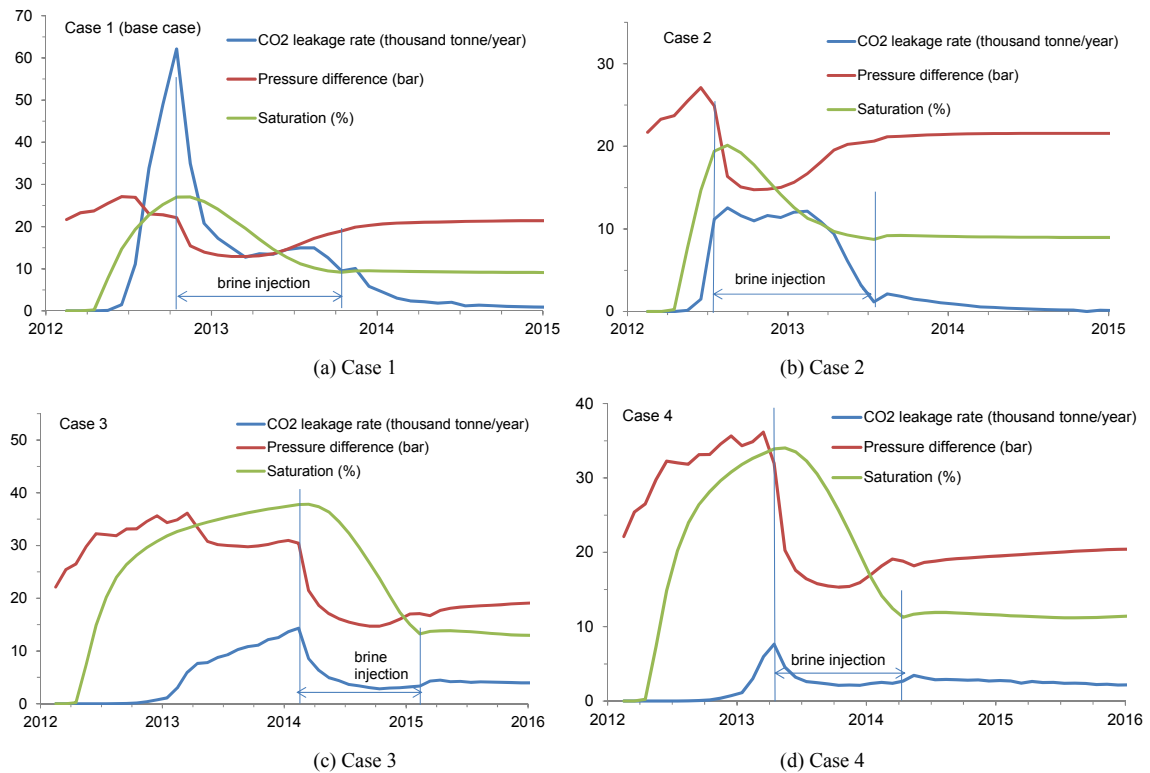 Case 1 (base case)
CO2 leakage rate (thousand tonne/year)
Pressure difference (bar)
Saturation (%)
brine injection
70
60
50
40
30
20
10
0
2012
2013
2014
2015
(a) Case 1
Case 2
CO2 leakage rate (thousand tonne/year)
Pressure difference (bar)
Saturation (%)
brine injection
30
20
10
0
2012
2013
2014
2015
(b) Case 2
Case 3
CO2 leakage rate (thousand tonne/year)
Pressure difference (bar)
Saturation (%)
brine
injection
50
40
30
20
10
0
2012
2013
2014
2015
2016
(c) Case 3
Case 4
CO2 leakage rate (thousand tonne/year)
Pressure difference (bar)
Saturation (%)
brine injection
40
30
20
10
0
2012
2013
2014
2015
2016
(d) Case 4